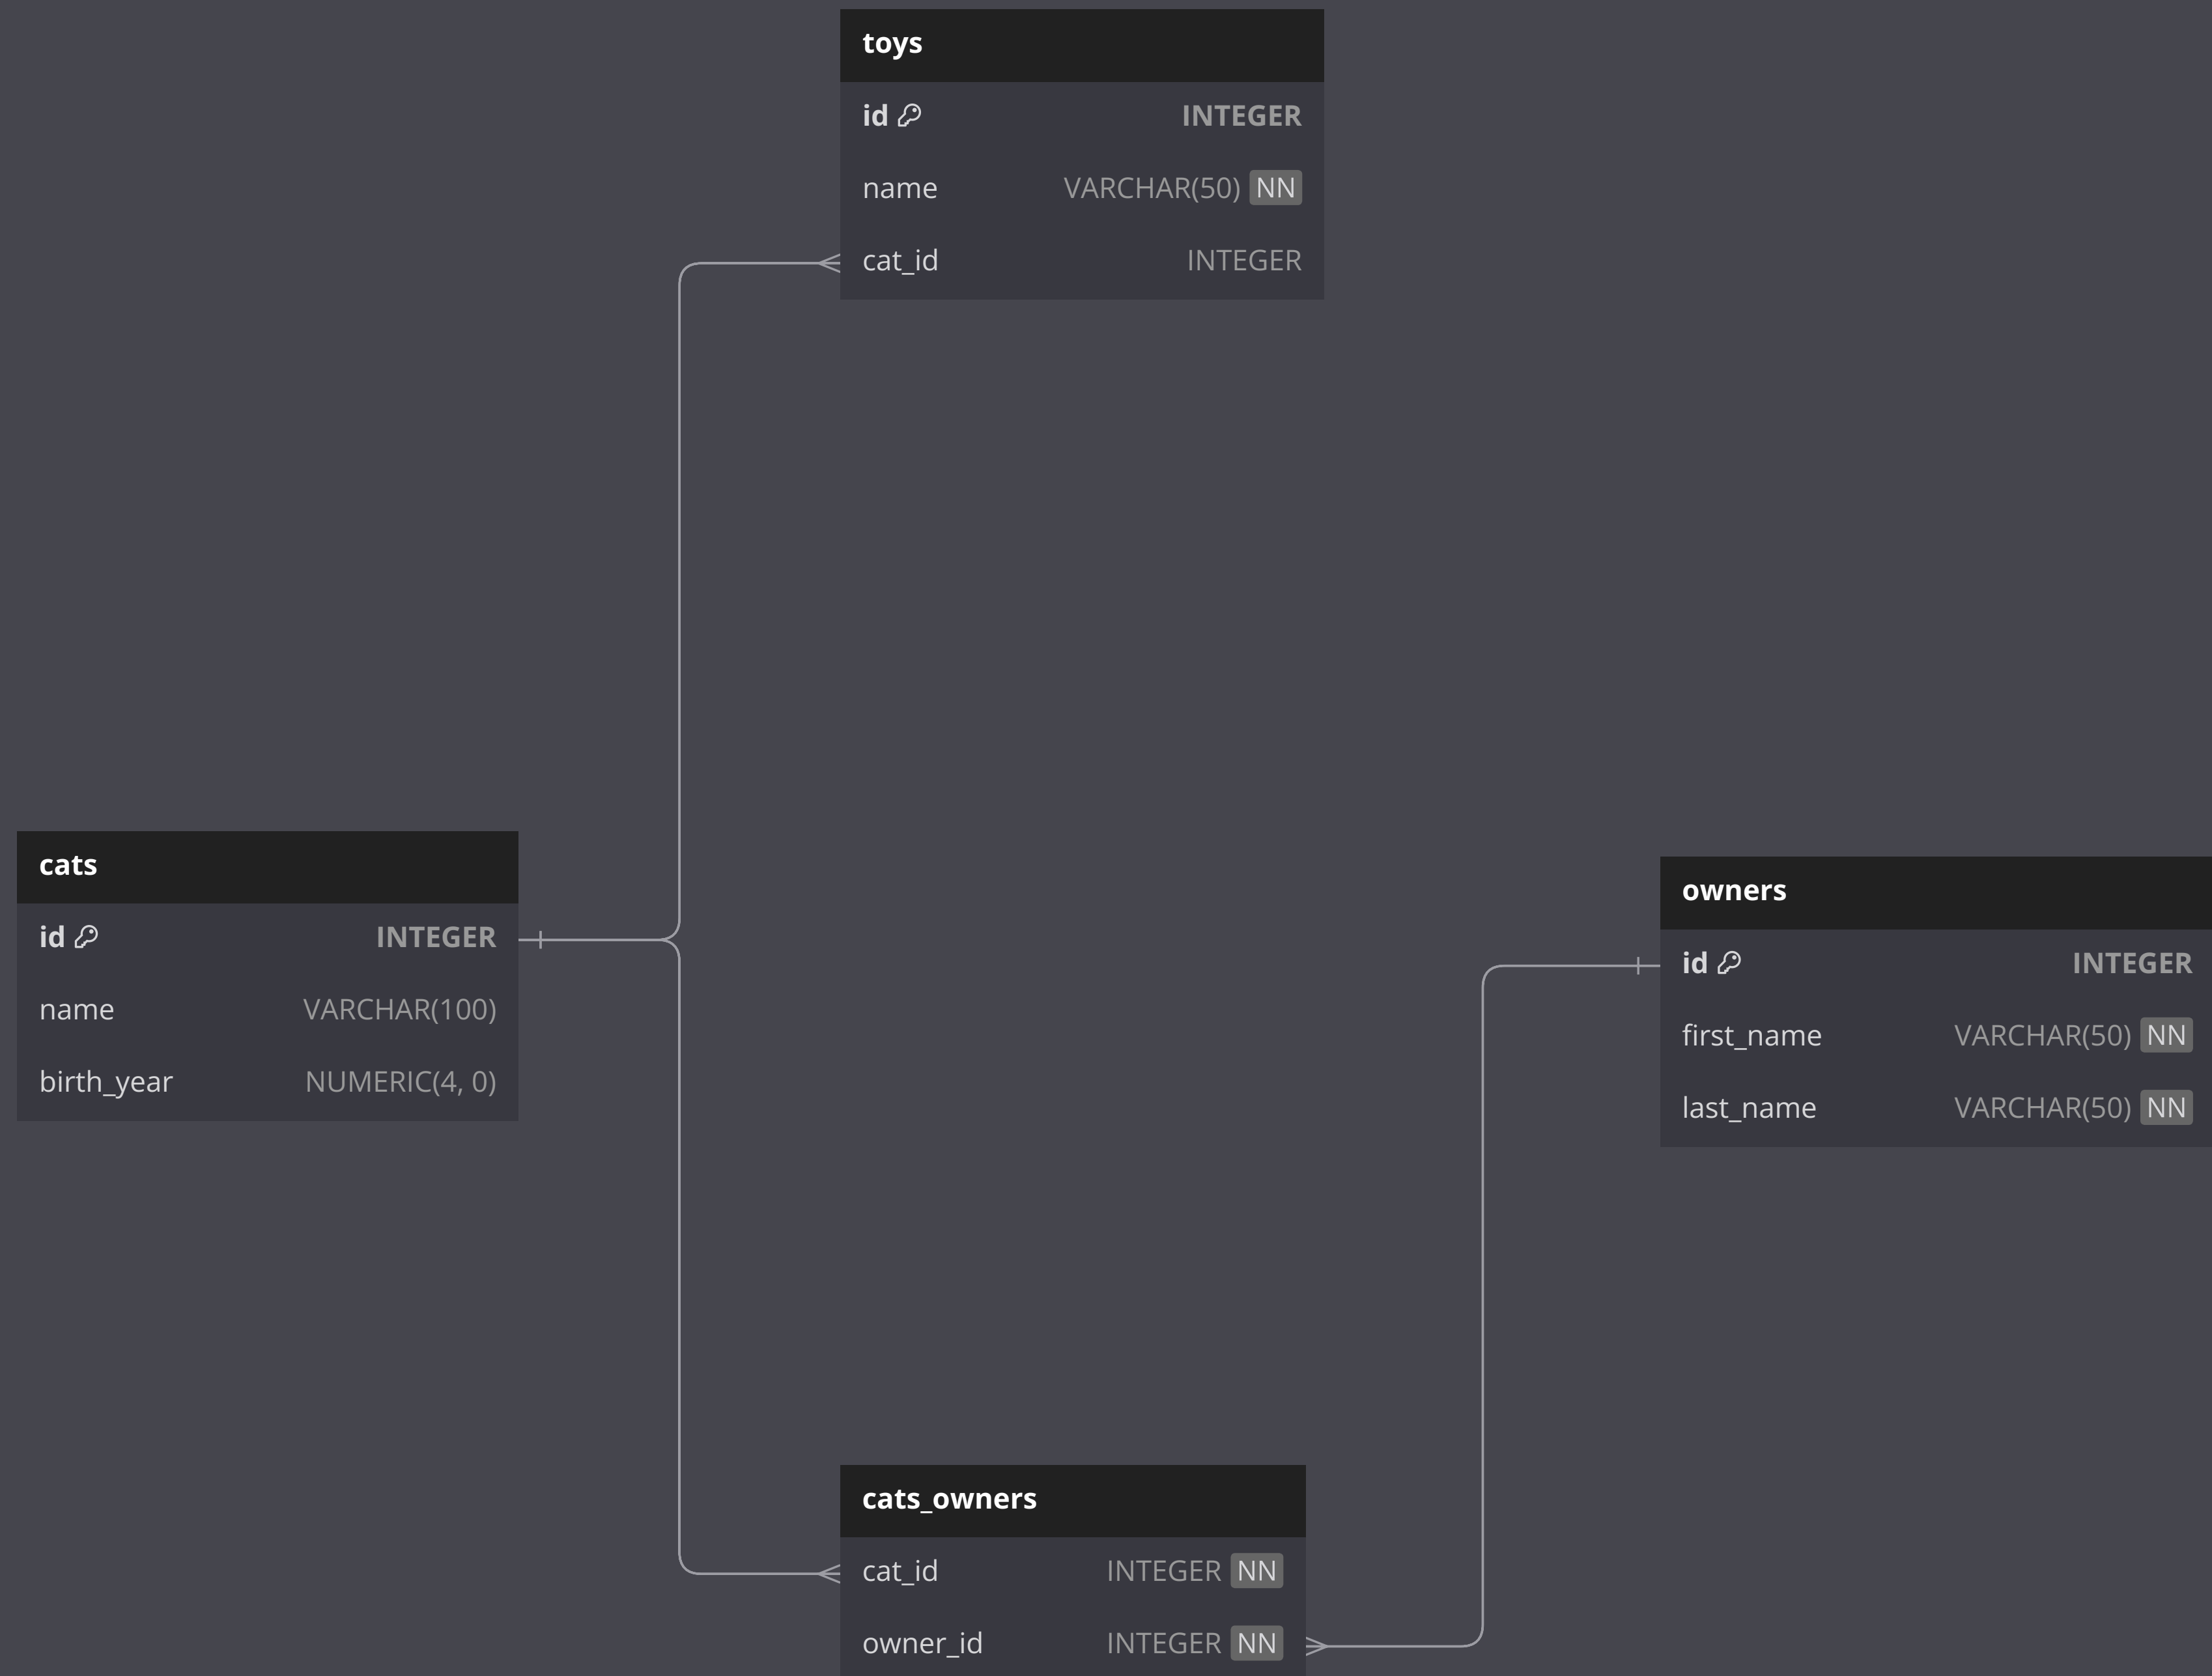 toys
id INTEGER
name VARCHAR(50) NN
cat_id INTEGER
cats
id INTEGER
name VARCHAR(100)
birth_year NUMERIC(4, 0)
owners
id INTEGER
first_name VARCHAR(50) NN
last_name VARCHAR(50) NN
cats_owners
cat_id INTEGER NN
owner_id INTEGER NN